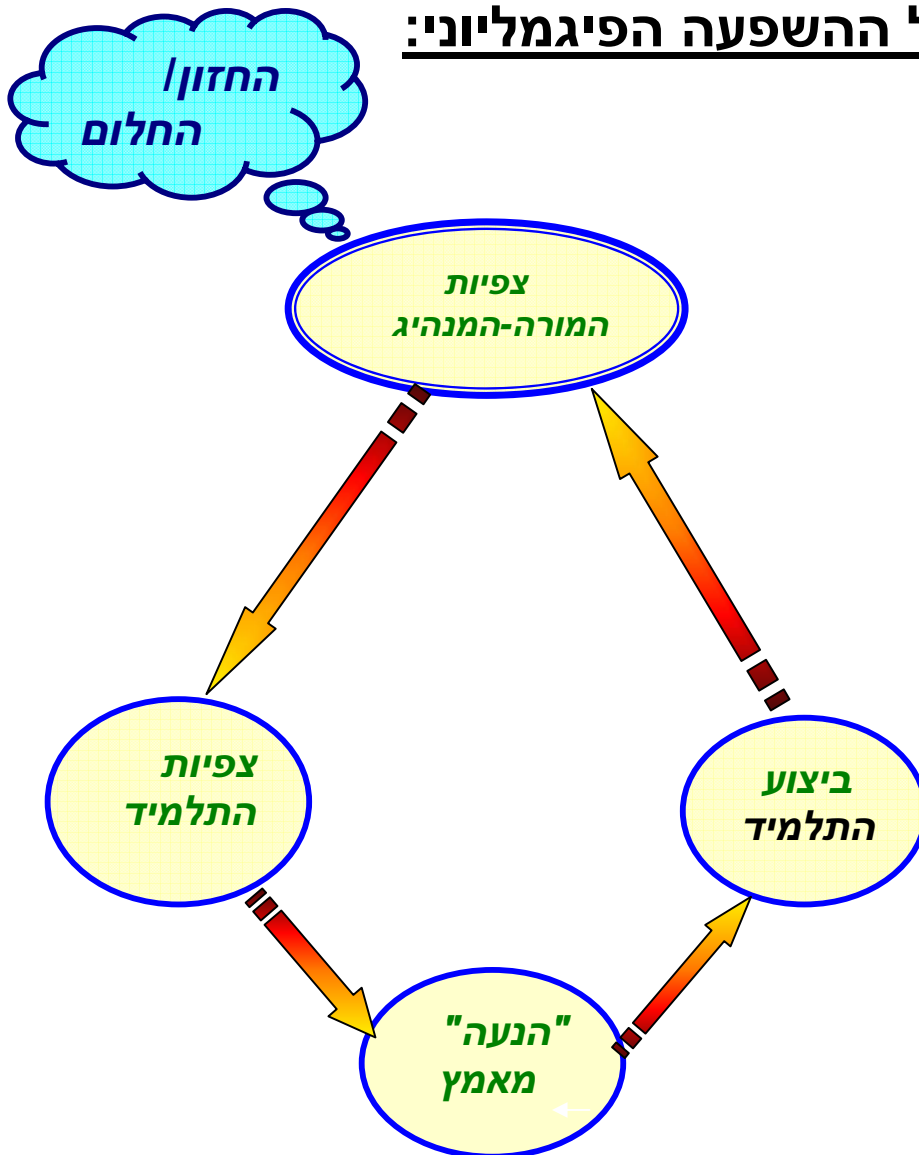 ההשפעה הפיגמליוני:
החזון/
החלום
צפיות
המורה-המנהיג
צפיות
התלמיד
ביצוע
התלמיד
"הנעה"
מאמץ